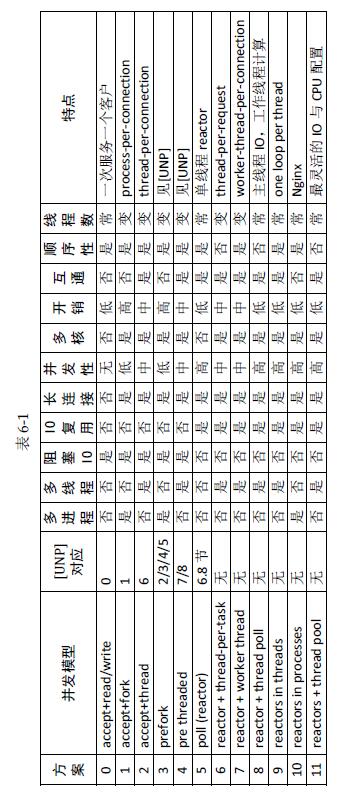 表 6-1
方案 并发模型 [UNP]对应 多进程 多线程 阻塞IO IO复用 长连接 并发性 多核 开销 互通 顺序性 线程数 特点
0 accept+read/write 0 否 否 是 否 否 无 否 低 否 是 常 一次服务一个客户
1 accept+fork 1 是 否 是 否 是 低 是 高 否 是 变 process-per-connection
2 accept+thread 6 否 是 是 否 是 中 是 中 是 是 变 thread-per-connection
3 prefork 2/3/4/5 是 否 是 否 是 低 是 高 否 是 变 见[UNP]
4 pre threaded 7/8 否 是 是 否 是 中 是 中 是 是 变 见[UNP]
5 poll (reactor) 6.8 节 否 否 否 是 是 高 否 低 是 是 常 单线程 reactor
6 reactor + thread-per-task 无 否 是 否 是 是 中 是 中 是 否 变 thread-per-request
7 reactor + worker thread 无 否 是 否 是 是 中 是 中 是 是 变 worker-thread-per-connection
8 reactor + thread poll 无 否 是 否 是 是 高 是 低 是 否 常 主线程 IO，工作线程计算
9 reactors in threads 无 否 是 否 是 是 高 是 低 是 是 常 one loop per thread
10 reactors in processes 无 是 否 否 是 是 高 是 低 否 是 常 Nginx
11 reactors + thread pool 无 否 是 否 是 是 高 是 低 是 否 常 最灵活的 IO 与 CPU 配置